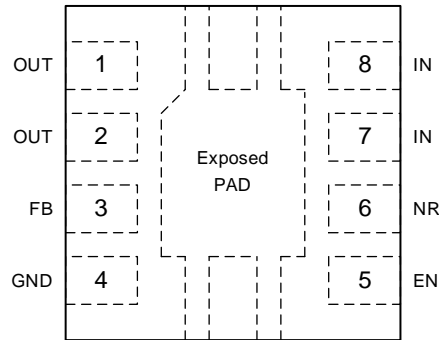 OUT 1 8 IN
OUT 2 7 IN
Exposed
PAD
FB 3 6 NR
GND 4 5 EN